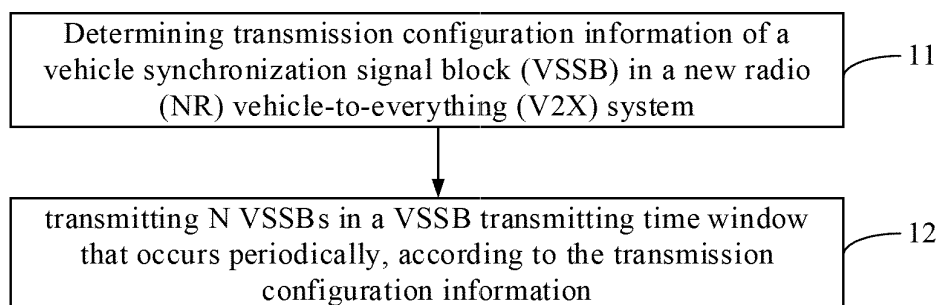 Determining transmission configuration information of a
vehicle synchronization signal block (VSSB) in a new radio
(NR) vehicle-to-everything (V2X) system
11
transmitting N VSSBs in a VSSB transmitting time window
that occurs periodically, according to the transmission
configuration information
12